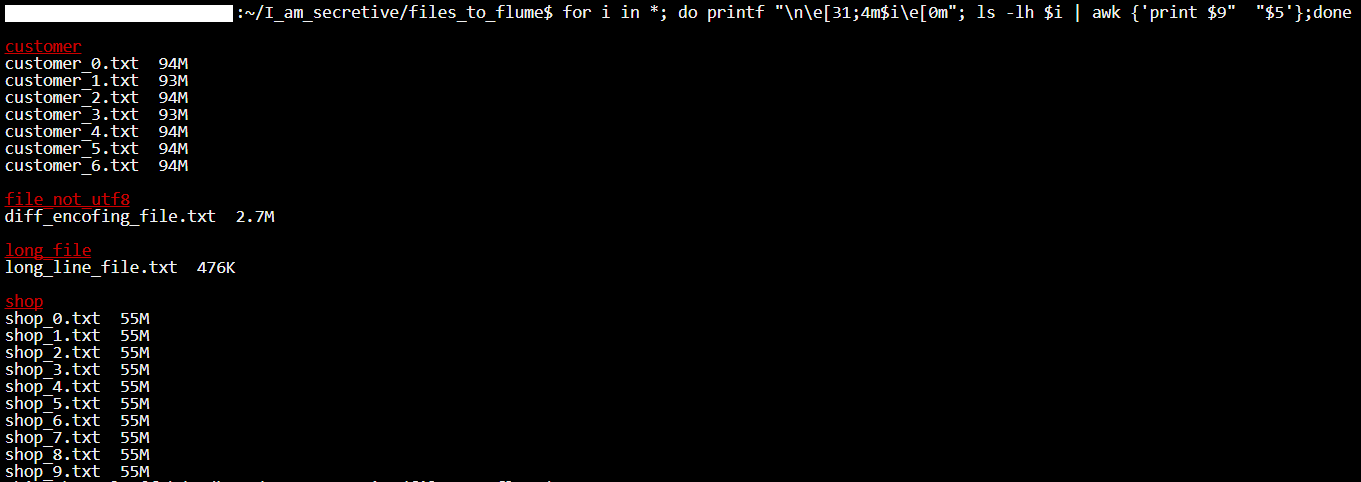 :~/I_am_secretive/files_to_flume$ for i in *; do printf "\n\e[31;4m$i\e[0m"; ls -lh $i | awk {'print $9"  "$5'};done
customer
customer_0.txt  94M
customer_1.txt  93M
customer_2.txt  94M
customer_3.txt  93M
customer_4.txt  94M
customer_5.txt  94M
customer_6.txt  94M
file_not_utf8
diff_encofing_file.txt  2.7M
long_file
long_line_file.txt  476K
shop
shop_0.txt  55M
shop_1.txt  55M
shop_2.txt  55M
shop_3.txt  55M
shop_4.txt  55M
shop_5.txt  55M
shop_6.txt  55M
shop_7.txt  55M
shop_8.txt  55M
shop_9.txt  55M